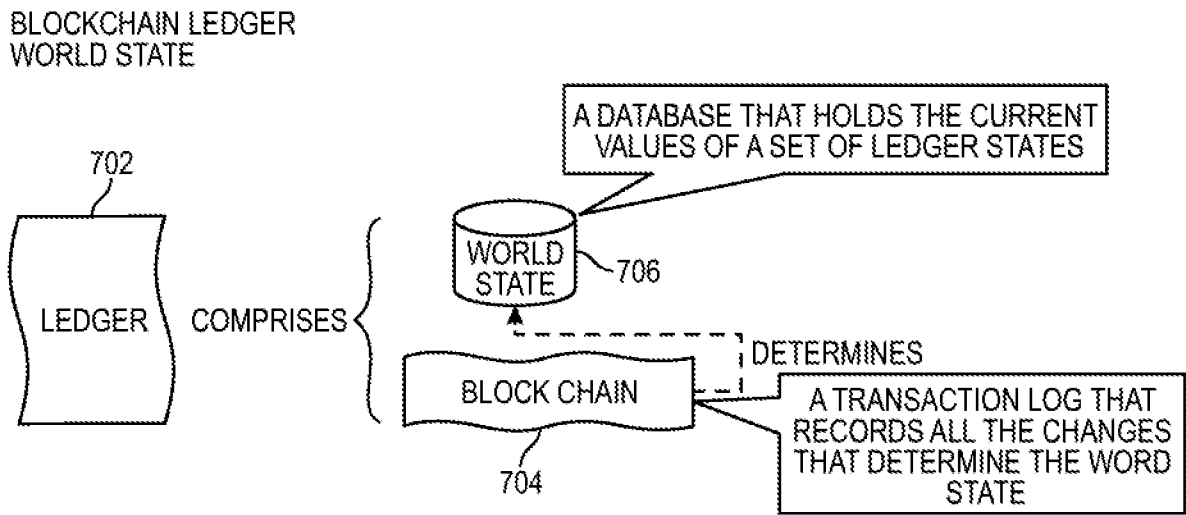 BLOCKCHAIN LEDGER
WORLD STATE
A DATABASE THAT HOLDS THE CURRENT
VALUES OF A SET OF LEDGER STATES
702
WORLD
STATE
706
LEDGER
COMPRISES
DETERMINES
BLOCK CHAIN
A TRANSACTION LOG THAT
RECORDS ALL THE CHANGES
THAT DETERMINE THE WORD
STATE
704